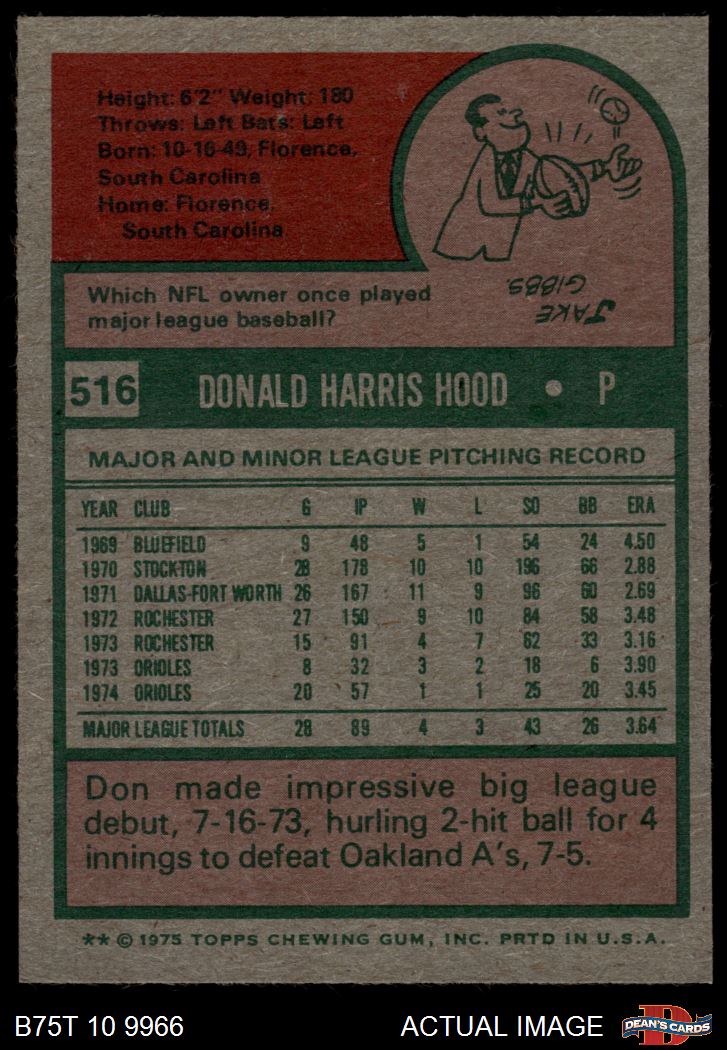 Height: 6'2" Weight: 180
Throws: Left Bats: Left
Born: 10-16-49, Florence,
South Carolina
Home: Florence,
South Carolina
Which NFL owner once played
major league baseball?
JAKE
GIBBS.
516 DONALD HARRIS HOOD • P
MAJOR AND MINOR LEAGUE PITCHING RECORD
YEAR CLUB G IP W L SO BB ERA
1969 BLUEFIELD 9 48 5 1 54 24 4.50
1970 STOCKTON 28 178 10 10 196 66 2.88
1971 DALLAS-FORT WORTH 26 167 11 9 96 60 2.69
1972 ROCHESTER 27 150 9 10 84 58 3.48
1973 ROCHESTER 15 91 4 7 62 33 3.16
1973 ORIOLES 8 32 3 2 18 6 3.90
1974 ORIOLES 20 57 1 1 25 20 3.45
MAJOR LEAGUE TOTALS 28 89 4 3 43 26 3.64
Don made impressive big league
debut, 7-16-73, hurling 2-hit ball for 4
innings to defeat Oakland A's, 7-5.
** © 1975 TOPPS CHEWING GUM, INC. PRTD IN U.S.A.
B75T 10 9966 ACTUAL IMAGE D DEAN'S CARDS